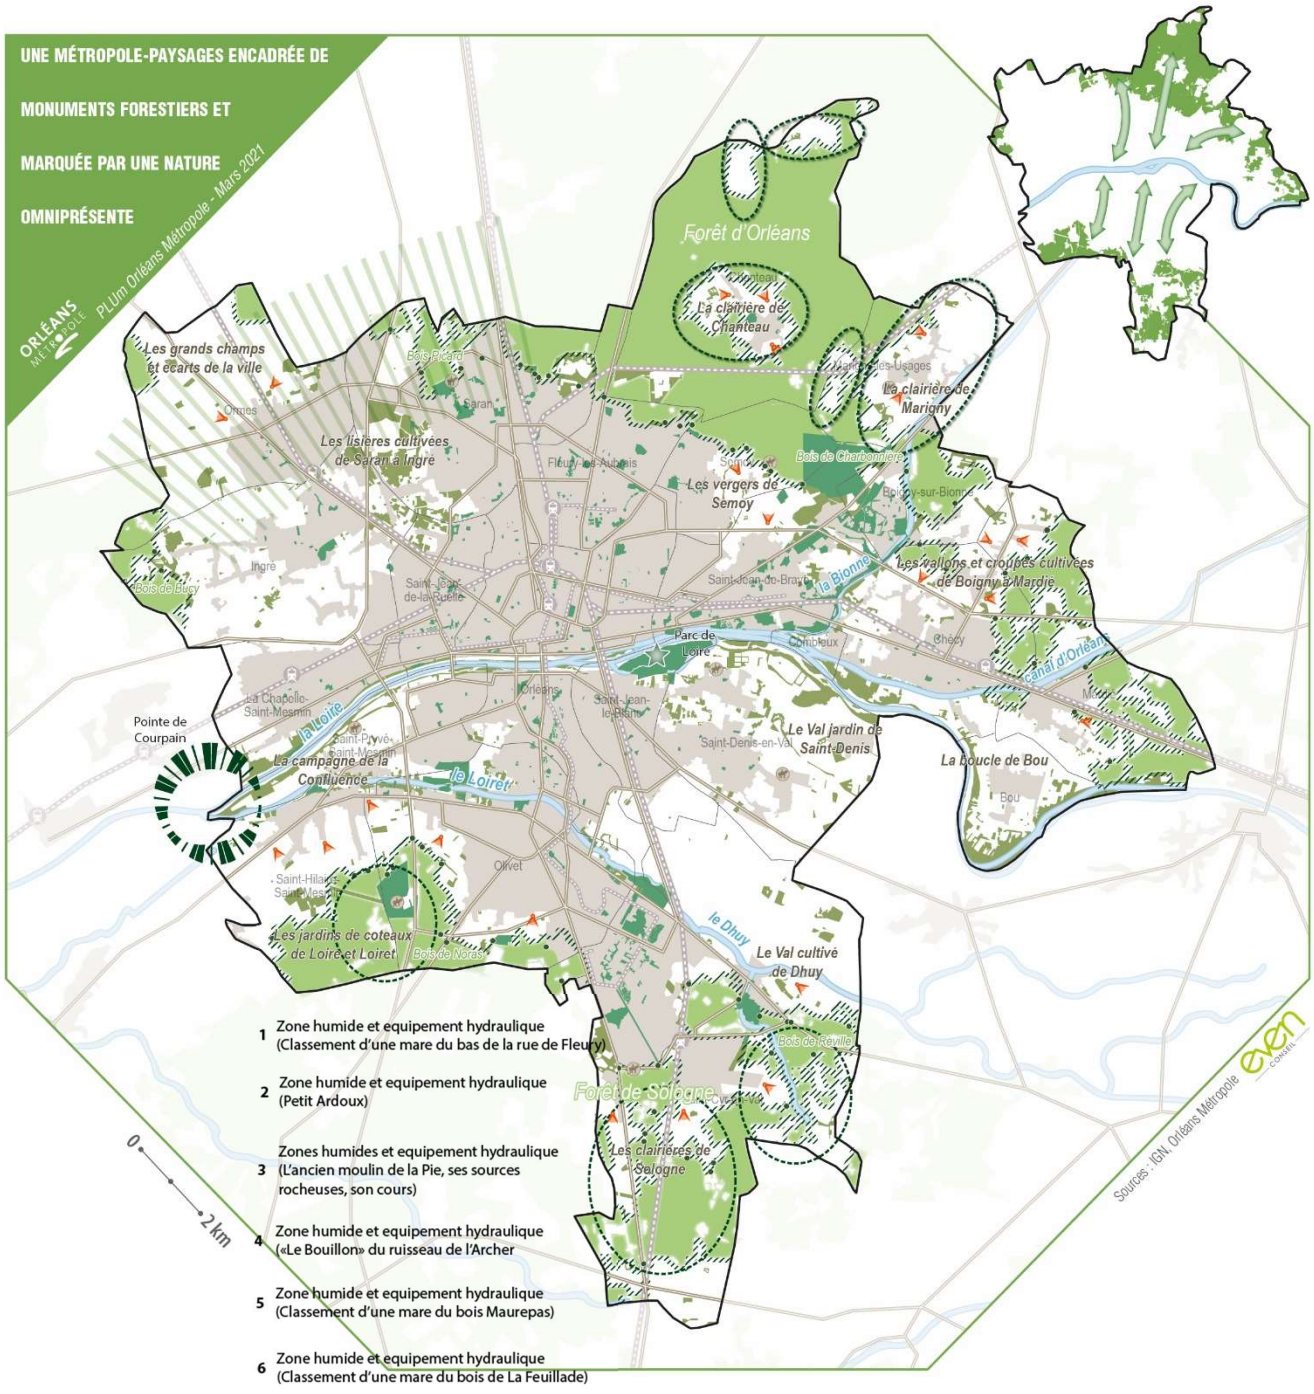 UNE MÉTROPOLE-PAYSAGES ENCADRÉE DE
MONUMENTS FORESTIERS ET
MARQUÉE PAR UNE NATURE
OMNIPRÉSENTE
PLUm Orléans Métropole - Mars 2021
ORLÉANS
MÉTROPOLE
Forêt d'Orléans
Chanteau
La clairière de
Chanteau
Les grands champs
et écarts de la ville
Bois Picard
Marigny-les-Usages
La clairière de
Marigny
Ormes
Saran
Les lisières cultivées
de Saran à Ingré
Fleury-les-Aubrais
Semoy
Les vergers de
Semoy
Bois de Charbonnière
Boigny-sur-Bionne
Ingré
Bois de Bucy
Saint-Jean-
de-la-Ruelle
Saint-Jean-de-Braye
la Bionne
Les vallons et croupes cultivées
de Boigny à Mardié
Parc de
Loire
Combleux
Chécy
canal d'Orléans
La Chapelle-
Saint-Mesmin
Orléans
Saint-Jean-
le-Blanc
Pointe de
Courpain
la Loire
Saint-Pryvé-
Saint-Mesmin
La campagne de la
Confluence
le Loiret
Saint-Denis-en-Val
Le Val jardin de
Saint-Denis
La boucle de Bou
Bou
Olivet
Saint-Hilaire-
Saint-Mesmin
Les jardins de coteaux
de Loire et Loiret
Bois de Noras
le Dhuy
Le Val cultivé
de Dhuy
Bois de Réville
Forêt de Sologne
Les clairières de
Sologne
1 Zone humide et equipement hydraulique
(Classement d'une mare du bas de la rue de Fleury)
2 Zone humide et equipement hydraulique
(Petit Ardoux)
3 Zones humides et equipement hydraulique
(L'ancien moulin de la Pie, ses sources
rocheuses, son cours)
4 Zone humide et equipement hydraulique
(«Le Bouillon» du ruisseau de l'Archer
5 Zone humide et equipement hydraulique
(Classement d'une mare du bois Maurepas)
6 Zone humide et equipement hydraulique
(Classement d'une mare du bois de La Feuillade)
0
2 km
Sources : IGN, Orléans Métropole
even
CONSEIL